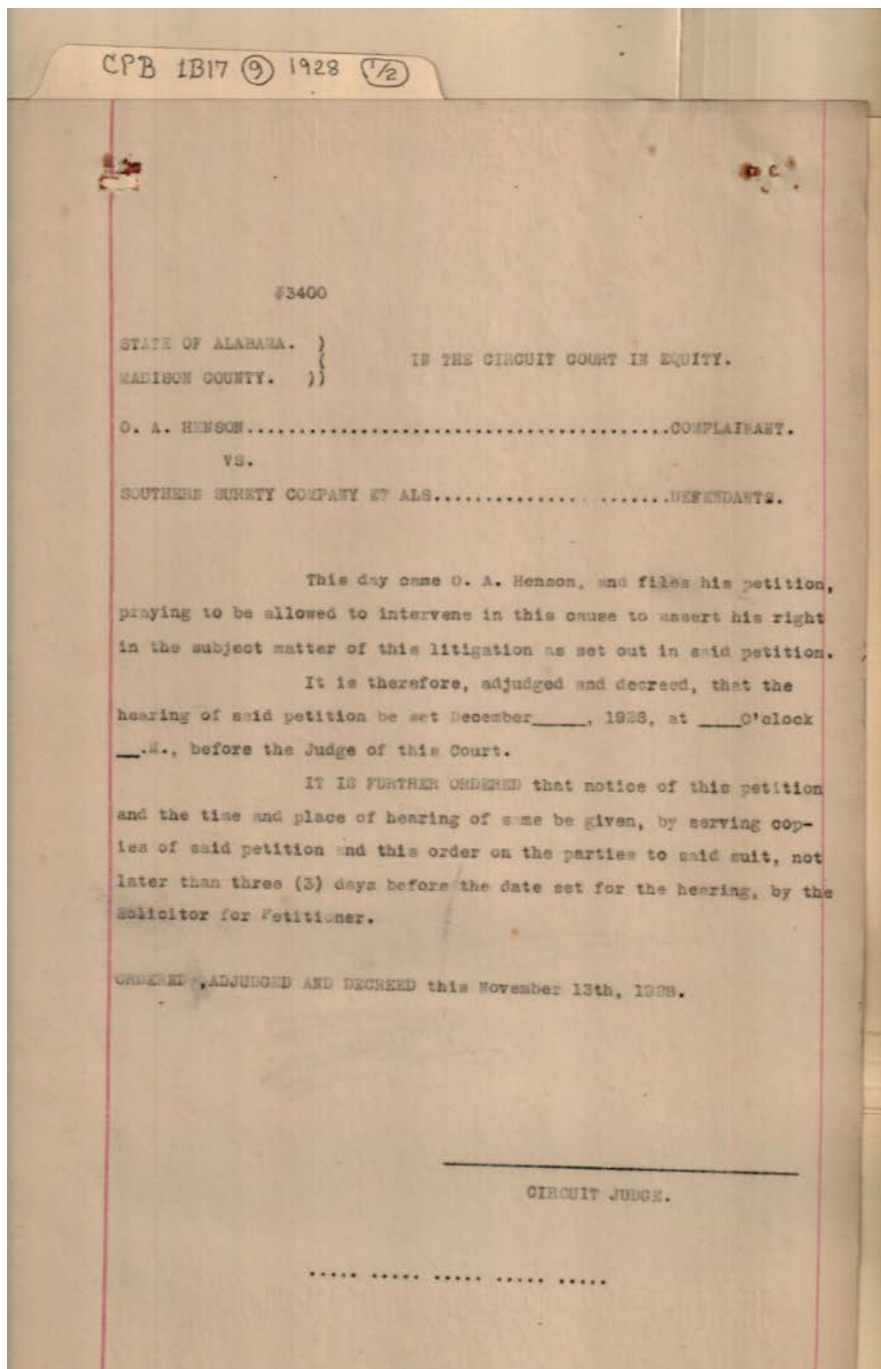 CPB 1B17 (9) 1928 (1/2)
#3400
STATE OF ALABAMA. )
( IN THE CIRCUIT COURT IN EQUITY.
MADISON COUNTY. ))
O. A. HENSON..........................................COMPLAINANT.
VS.
SOUTHERN SURETY COMPANY ET ALS................. .......DEFENDANTS.
This day came O. A. Henson, and files his petition,
praying to be allowed to intervene in this cause to assert his right
in the subject matter of this litigation as set out in said petition.
It is therefore, adjudged and decreed, that the
hearing of said petition be set December_____, 1928, at ____O'clock
__.M., before the Judge of this Court.
IT IS FURTHER ORDERED that notice of this petition
and the time and place of hearing of same be given, by serving cop-
ies of said petition and this order on the parties to said suit, not
later than three (3) days before the date set for the hearing, by the
Solicitor for Petitioner.
ORDERED ,ADJUDGED AND DECREED this November 13th, 1928.
CIRCUIT JUDGE.
..... ..... ..... ..... .....